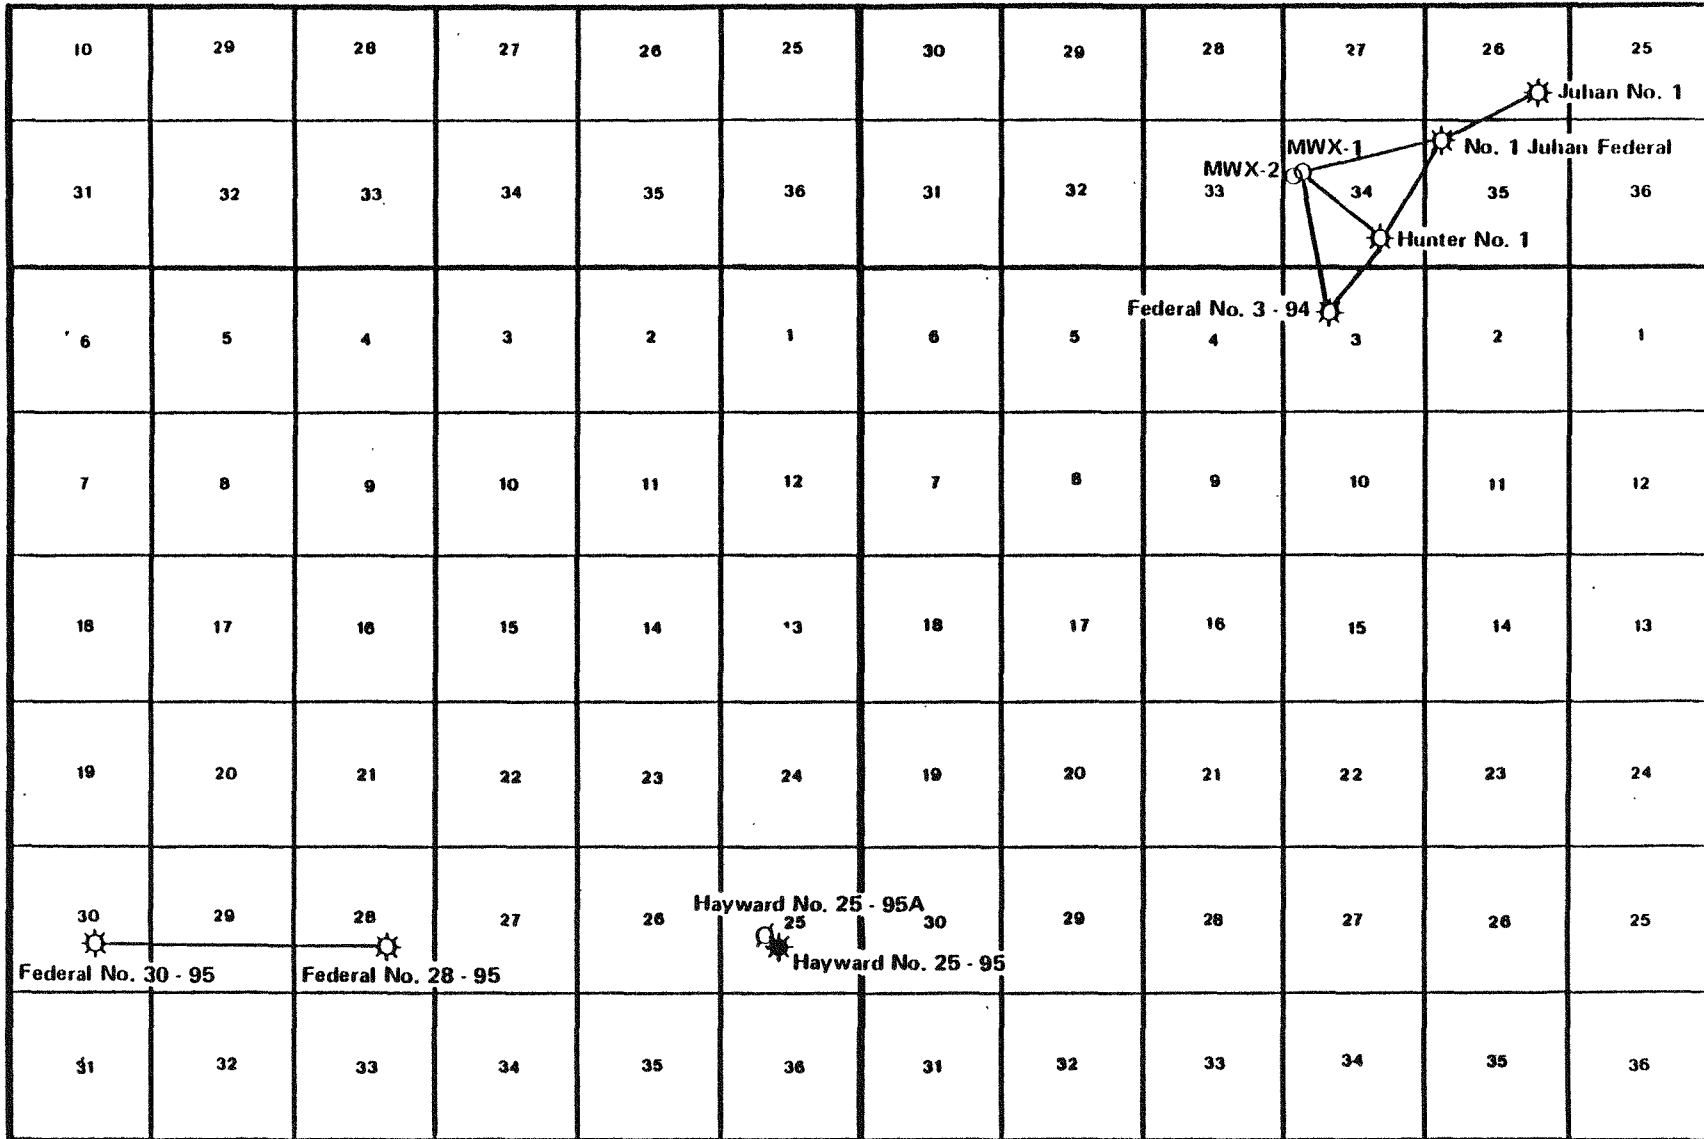 10 29 28 27 26 25 30 29 28 27 26 25
Juhan No. 1
MWX-1
No. 1 Juhan Federal
MWX-2
31 32 33 34 35 36 31 32 33 34 35 36
Hunter No. 1
Federal No. 3 - 94
6 5 4 3 2 1 6 5 4 3 2 1
7 8 9 10 11 12 7 8 9 10 11 12
18 17 16 15 14 13 18 17 16 15 14 13
19 20 21 22 23 24 19 20 21 22 23 24
Hayward No. 25 - 95A
30 29 28 27 26 25 30 29 28 27 26 25
Hayward No. 25 - 95
Federal No. 30 - 95
Federal No. 28 - 95
31 32 33 34 35 36 31 32 33 34 35 36